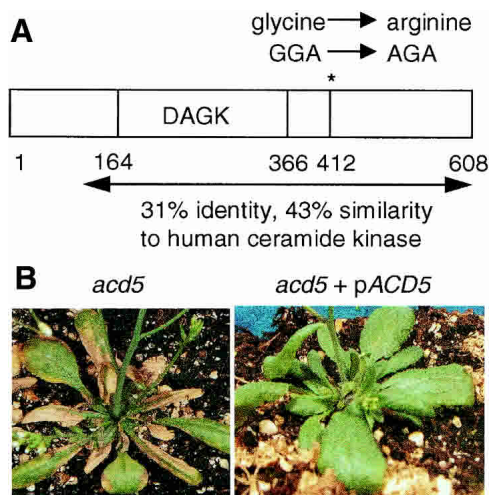 A
glycine → arginine
GGA → AGA
*
DAGK
1 164 366 412 608
31% identity, 43% similarity
to human ceramide kinase
B
acd5 acd5 + pACD5